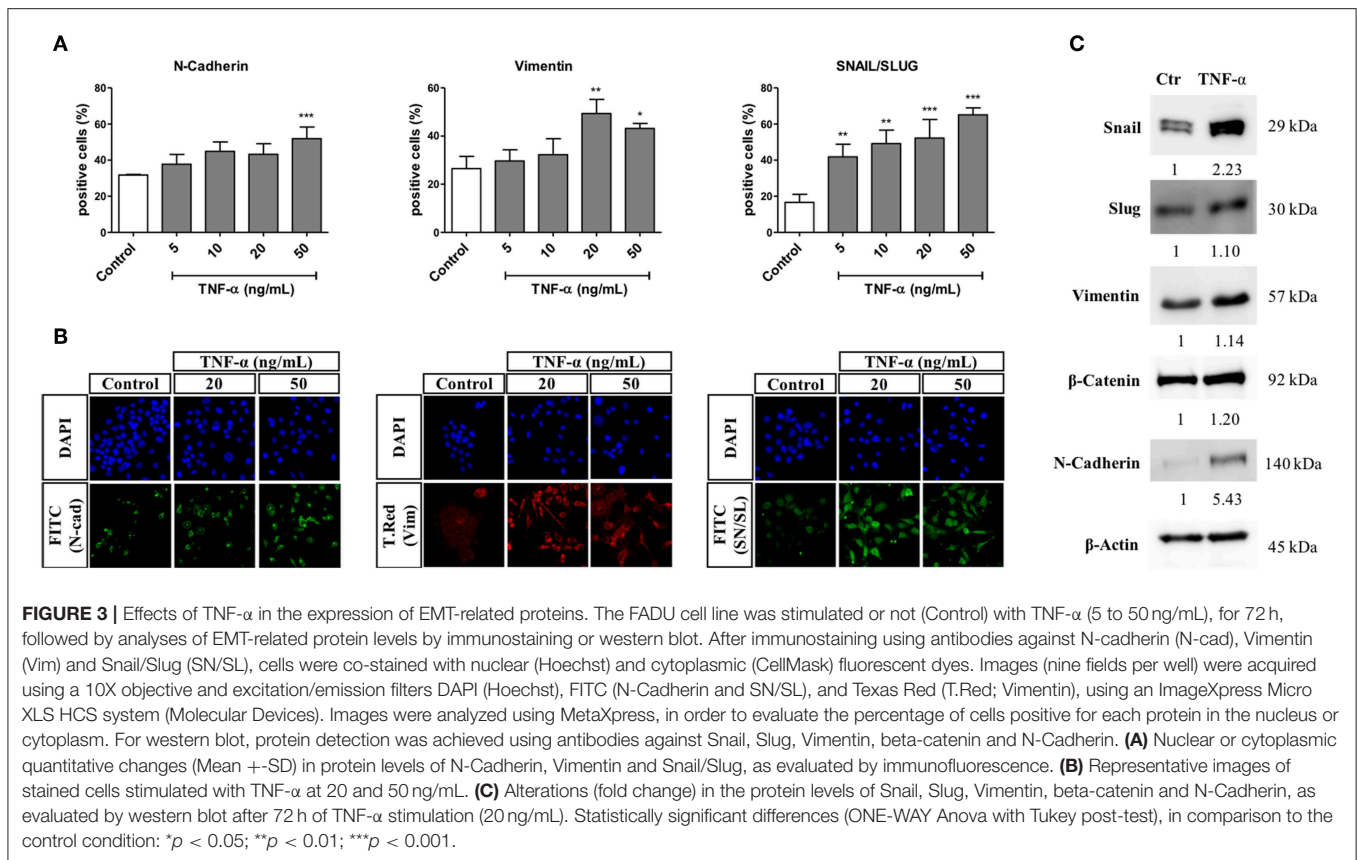 A
N-Cadherin
positive cells (%)
80
60
40
20
0
***
Control
5
10
20
50
TNF-α (ng/mL)
Vimentin
positive cells (%)
60
40
20
0
**
*
Control
5
10
20
50
TNF-α (ng/mL)
SNAIL/SLUG
positive cells (%)
80
60
40
20
0
**
**
***
***
Control
5
10
20
50
TNF-α (ng/mL)
B
TNF-α (ng/mL)
Control 20 50
DAPI
FITC
(N-cad)
TNF-α (ng/mL)
Control 20 50
DAPI
T.Red
(Vim)
TNF-α (ng/mL)
Control 20 50
DAPI
FITC
(SN/SL)
C
Ctr TNF-α
Snail 29 kDa
1 2.23
Slug 30 kDa
1 1.10
Vimentin 57 kDa
1 1.14
β-Catenin 92 kDa
1 1.20
N-Cadherin 140 kDa
1 5.43
β-Actin 45 kDa
FIGURE 3 | Effects of TNF-α in the expression of EMT-related proteins. The FADU cell line was stimulated or not (Control) with TNF-α (5 to 50 ng/mL), for 72 h,
followed by analyses of EMT-related protein levels by immunostaining or western blot. After immunostaining using antibodies against N-cadherin (N-cad), Vimentin
(Vim) and Snail/Slug (SN/SL), cells were co-stained with nuclear (Hoechst) and cytoplasmic (CellMask) fluorescent dyes. Images (nine fields per well) were acquired
using a 10X objective and excitation/emission filters DAPI (Hoechst), FITC (N-Cadherin and SN/SL), and Texas Red (T.Red; Vimentin), using an ImageXpress Micro
XLS HCS system (Molecular Devices). Images were analyzed using MetaXpress, in order to evaluate the percentage of cells positive for each protein in the nucleus or
cytoplasm. For western blot, protein detection was achieved using antibodies against Snail, Slug, Vimentin, beta-catenin and N-Cadherin. (A) Nuclear or cytoplasmic
quantitative changes (Mean +-SD) in protein levels of N-Cadherin, Vimentin and Snail/Slug, as evaluated by immunofluorescence. (B) Representative images of
stained cells stimulated with TNF-α at 20 and 50 ng/mL. (C) Alterations (fold change) in the protein levels of Snail, Slug, Vimentin, beta-catenin and N-Cadherin, as
evaluated by western blot after 72 h of TNF-α stimulation (20 ng/mL). Statistically significant differences (ONE-WAY Anova with Tukey post-test), in comparison to the
control condition: *p < 0.05; **p < 0.01; ***p < 0.001.